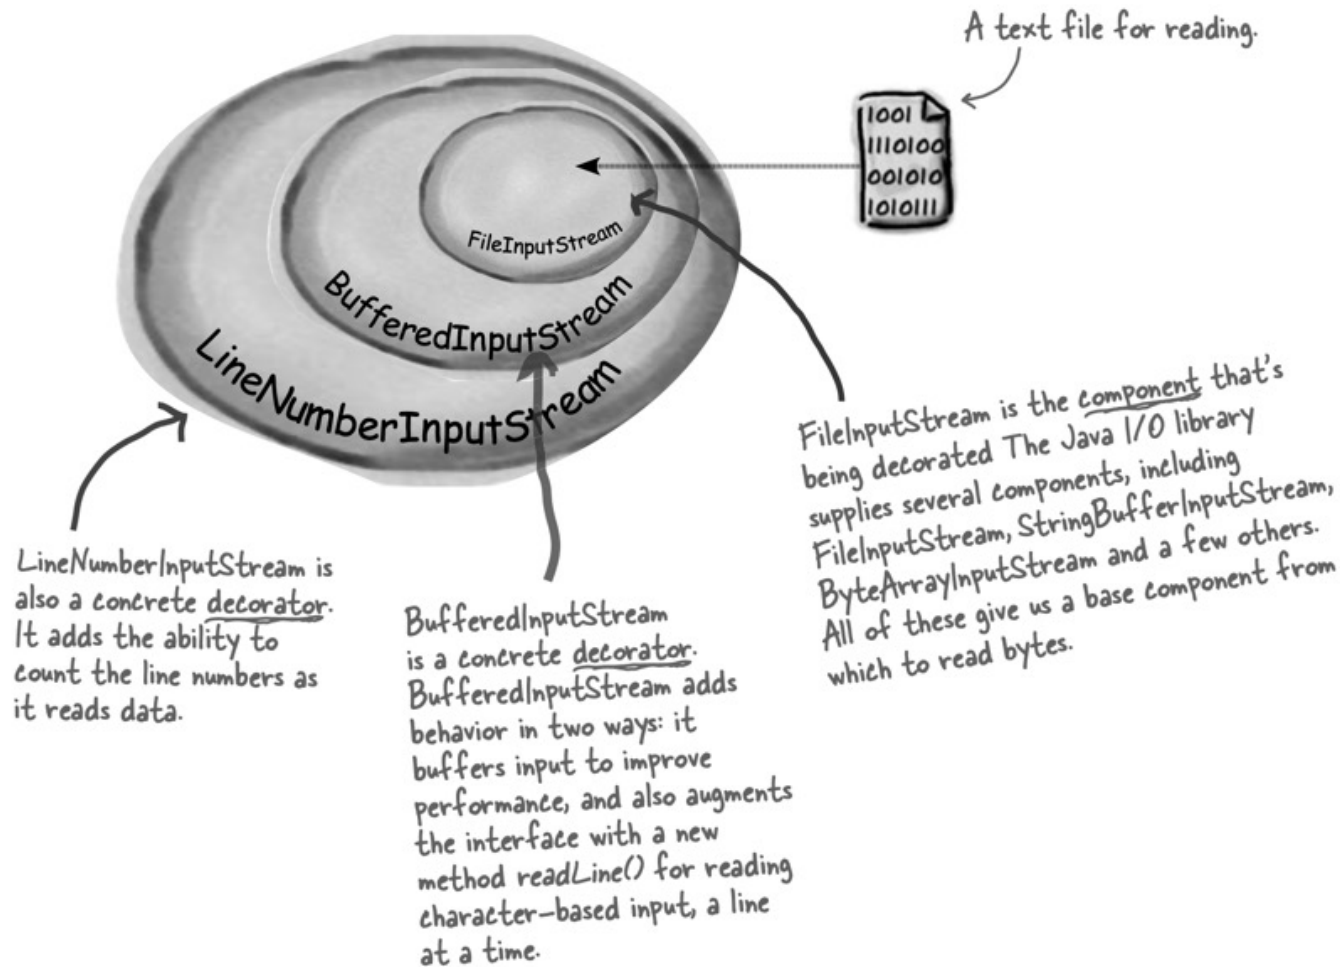 A text file for reading.
1001
1110100
001010
1010111
FileInputStream
BufferedInputStream
LineNumberInputStream
LineNumberInputStream is
also a concrete decorator.
It adds the ability to
count the line numbers as
it reads data.
BufferedInputStream
is a concrete decorator.
BufferedInputStream adds
behavior in two ways: it
buffers input to improve
performance, and also augments
the interface with a new
method readLine() for reading
character-based input, a line
at a time.
FileInputStream is the component that's
being decorated The Java I/O library
supplies several components, including
FileInputStream, StringBufferInputStream,
ByteArrayInputStream and a few others.
All of these give us a base component from
which to read bytes.